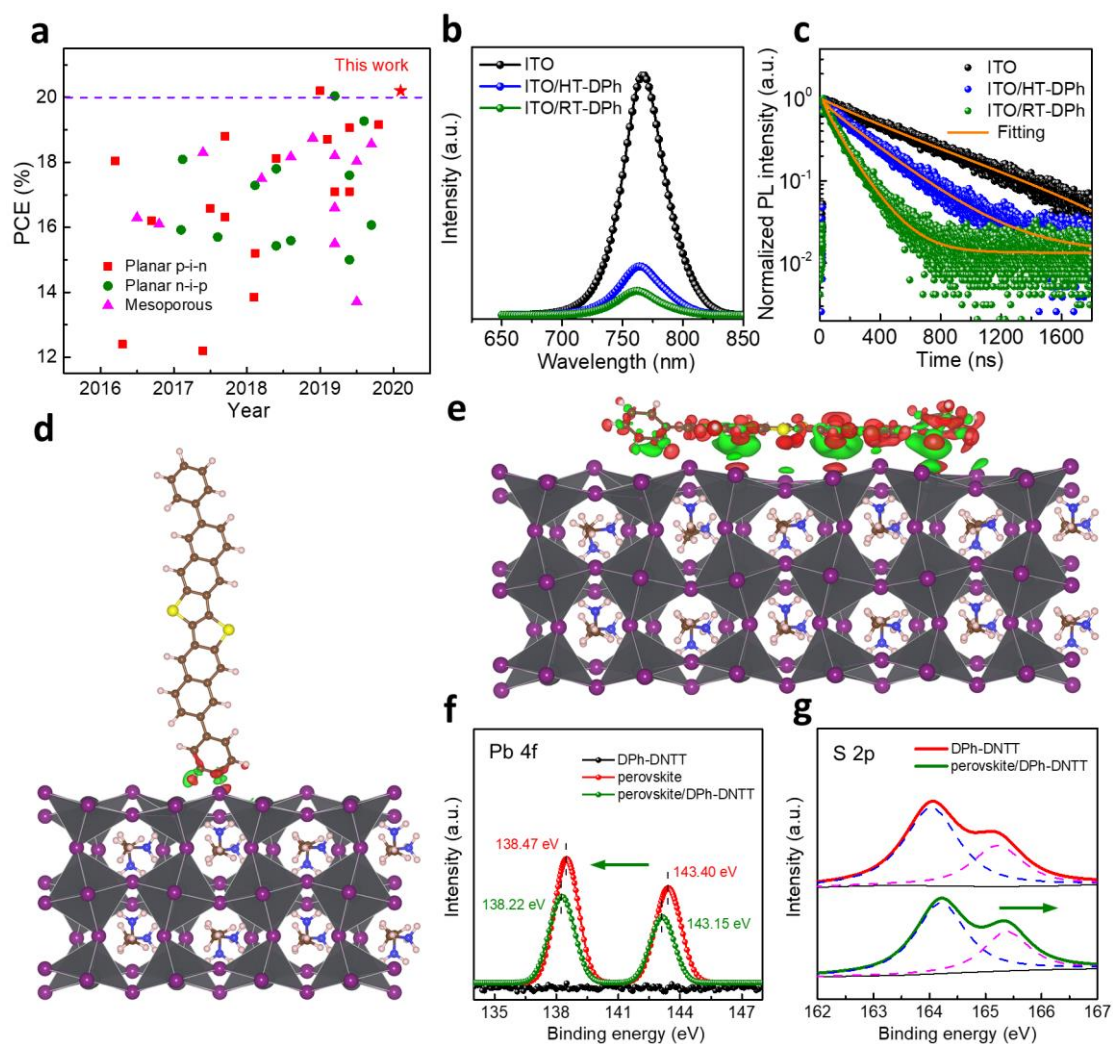 a
This work
PCE (%)
20
18
16
14
12
Planar p-i-n
Planar n-i-p
Mesoporous
2016 2017 2018 2019 2020
Year
b
ITO
ITO/HT-DPh
ITO/RT-DPh
Intensity (a.u.)
650 700 750 800 850
Wavelength (nm)
c
ITO
ITO/HT-DPh
ITO/RT-DPh
Fitting
Normalized PL intensity (a.u.)
10⁰
10⁻¹
10⁻²
0 400 800 1200 1600
Time (ns)
d
e
f
Pb 4f
DPh-DNTT
perovskite
perovskite/DPh-DNTT
138.47 eV
143.40 eV
138.22 eV
143.15 eV
Intensity (a.u.)
135 138 141 144 147
Binding energy (eV)
g
S 2p
DPh-DNTT
perovskite/DPh-DNTT
Intensity (a.u.)
162 163 164 165 166 167
Binding energy (eV)